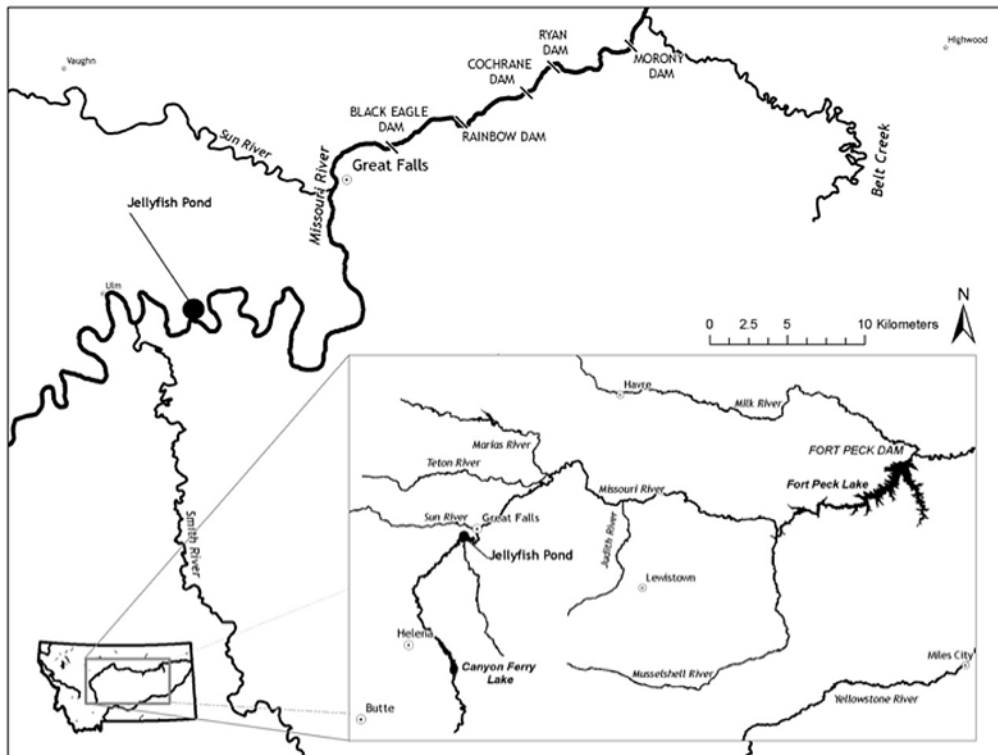 Vaughn
Highwood
RYAN
DAM
COCHRANE
DAM
MORONY
DAM
BLACK EAGLE
DAM
RAINBOW DAM
Sun River
Great Falls
Missouri River
Belt Creek
Jellyfish Pond
Ulm
N
0 2.5 5 10 Kilometers
Smith River
Havre
Milk River
Marias River
FORT PECK DAM
Teton River
Fort Peck Lake
Missouri River
Sun River
Great Falls
Jellyfish Pond
Judith River
Lewistown
Helena
Canyon Ferry
Lake
Musselshell River
Miles City
Yellowstone River
Butte